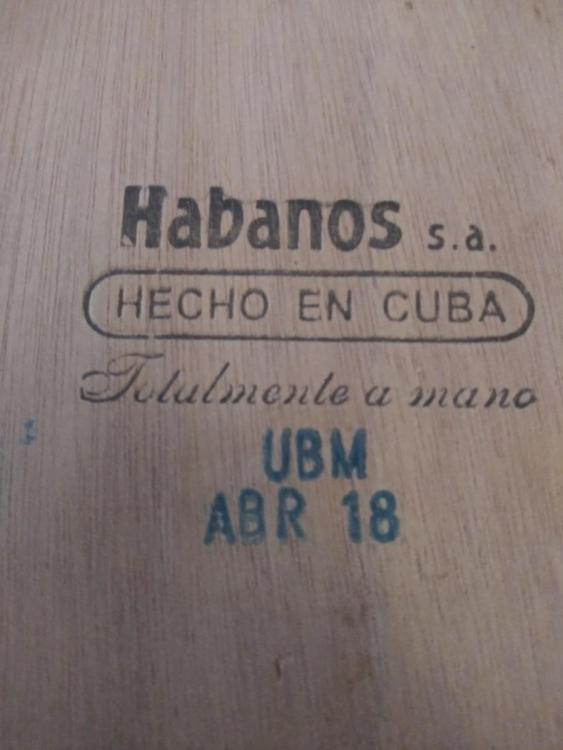 Habanos s.a.
HECHO EN CUBA
Totalmente a mano
UBM
ABR 18